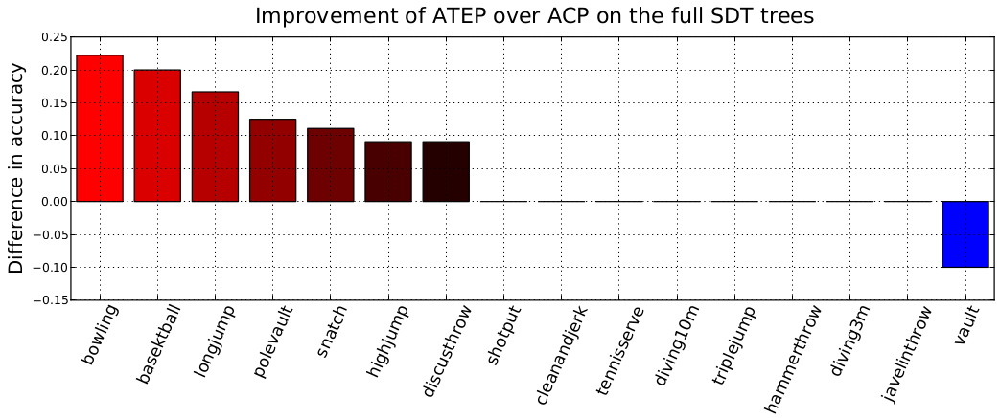 Improvement of ATEP over ACP on the full SDT trees
Difference in accuracy
0.25
0.20
0.15
0.10
0.05
0.00
−0.05
−0.10
−0.15
bowling
basektball
longjump
polevault
snatch
highjump
discusthrow
shotput
cleanandjerk
tennisserve
diving10m
triplejump
hammerthrow
diving3m
javelinthrow
vault